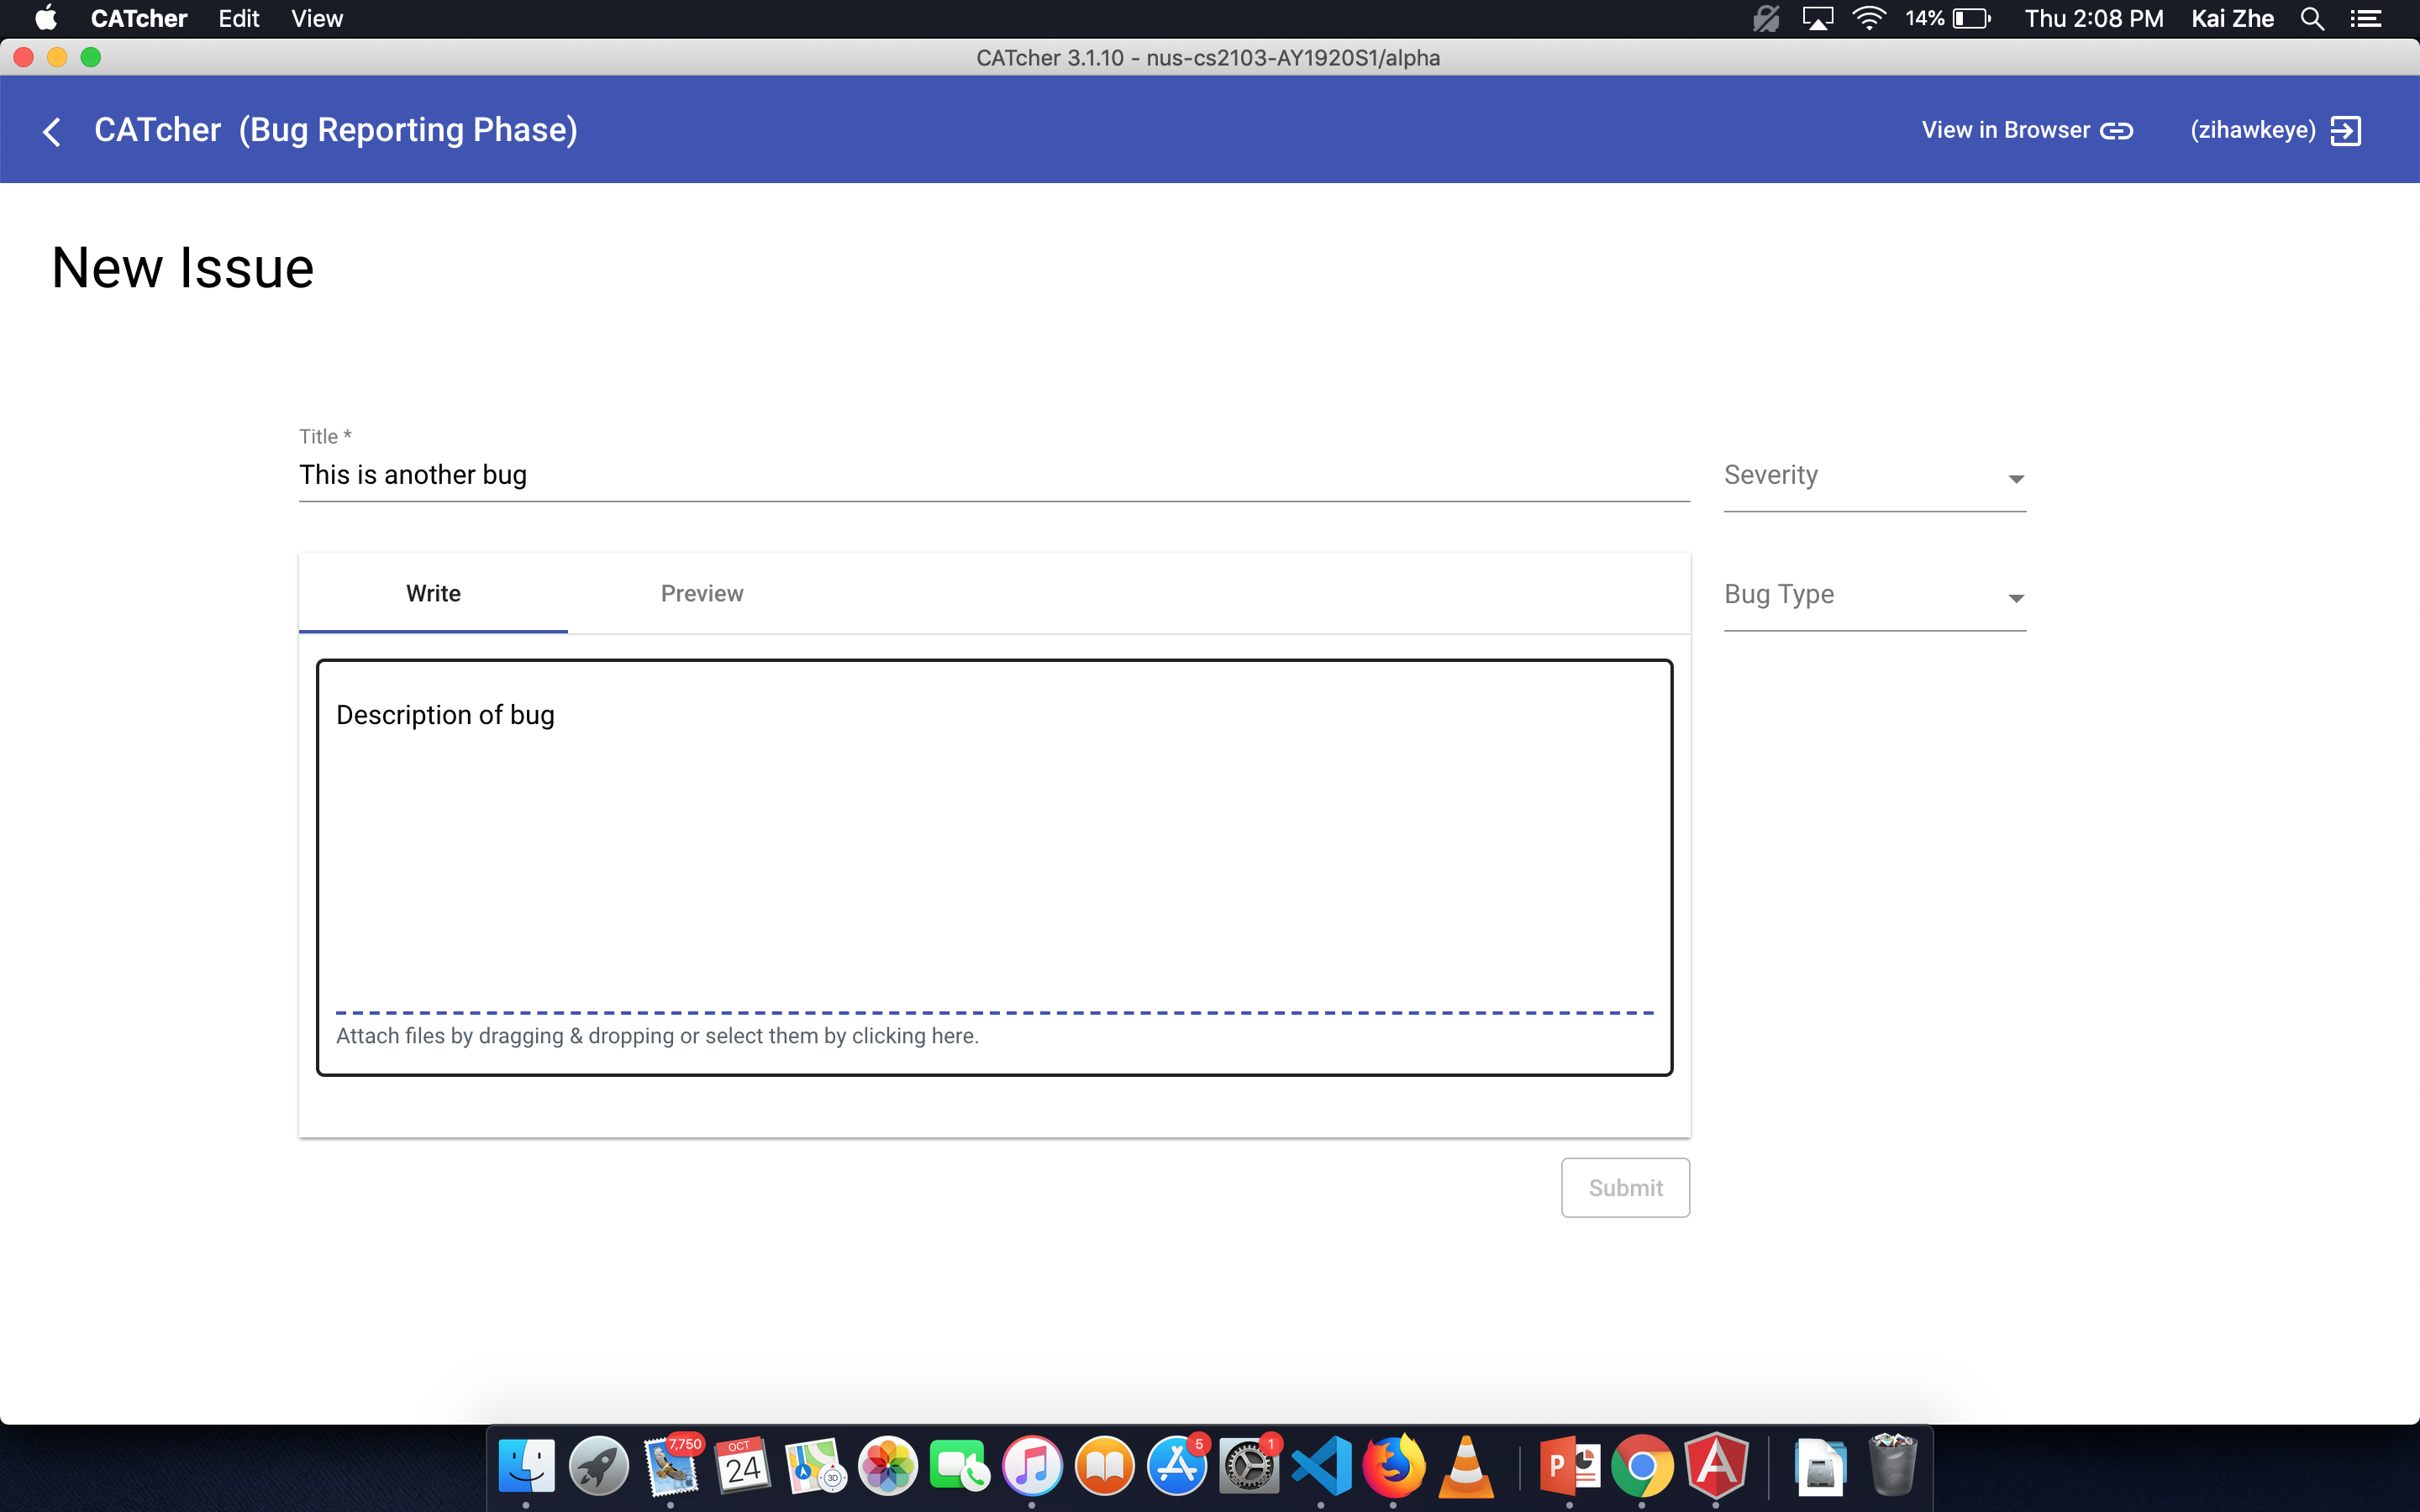 CATcher Edit View 14% Thu 2:08 PM Kai Zhe
CATcher 3.1.10 - nus-cs2103-AY1920S1/alpha
CATcher (Bug Reporting Phase) View in Browser (zihawkeye)
New Issue
Title *
This is another bug
Severity
Write Preview
Bug Type
Description of bug
Attach files by dragging & dropping or select them by clicking here.
Submit
7,750 OCT 5 1
24 3D P